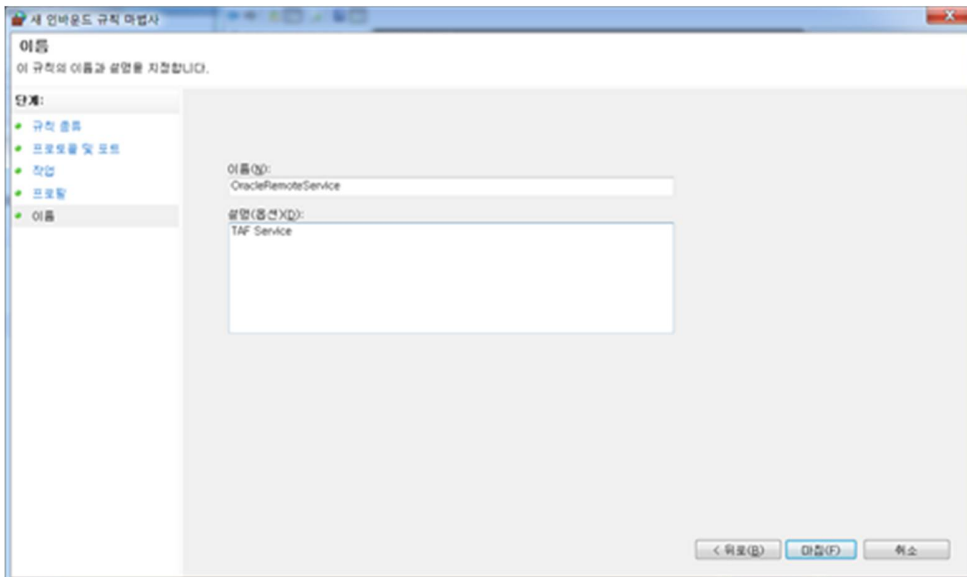 새 인바운드 규칙 마법사
이름
이 규칙의 이름과 설명을 지정합니다.
단계:
규칙 종류
프로토콜 및 포트
작업
프로필
이름
이름(N):
OracleRemoteService
설명(옵션)(D):
TAF Service
< 뒤로(B)
마침(F)
취소